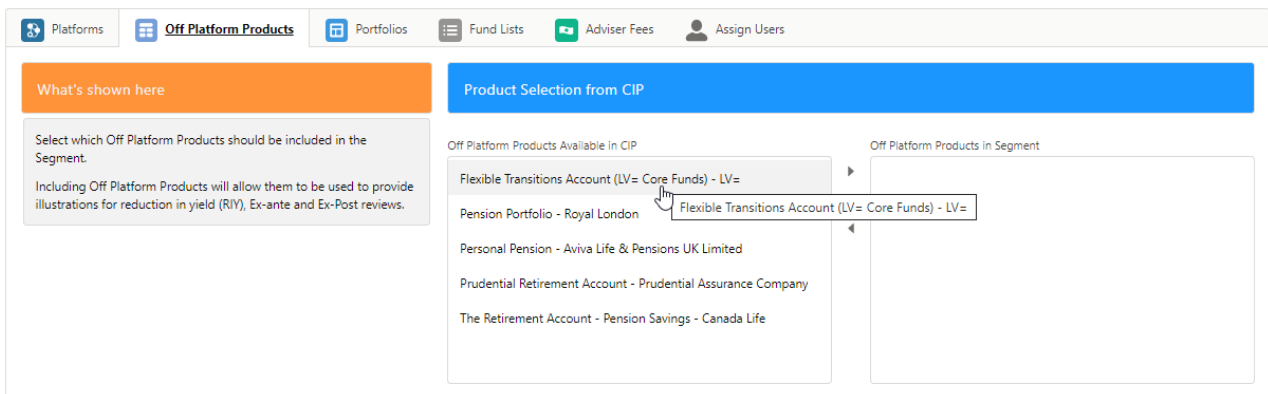 Platforms
Off Platform Products
Portfolios
Fund Lists
Adviser Fees
Assign Users
What's shown here
Select which Off Platform Products should be included in the
Segment.
Including Off Platform Products will allow them to be used to provide
illustrations for reduction in yield (RIY), Ex-ante and Ex-Post reviews.
Product Selection from CIP
Off Platform Products Available in CIP
Flexible Transitions Account (LV= Core Funds) - LV=
Flexible Transitions Account (LV= Core Funds) - LV=
Pension Portfolio - Royal London
Personal Pension - Aviva Life & Pensions UK Limited
Prudential Retirement Account - Prudential Assurance Company
The Retirement Account - Pension Savings - Canada Life
Off Platform Products in Segment